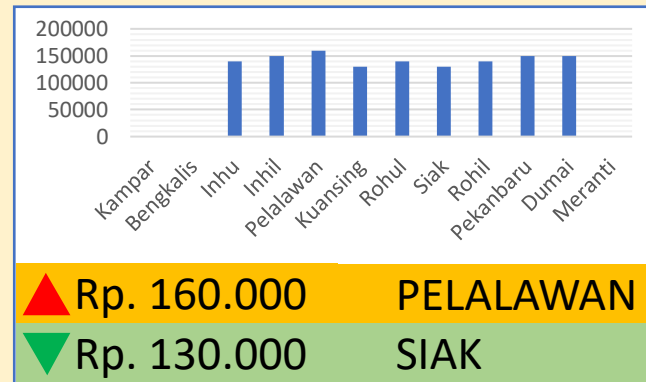 200000
150000
100000
50000
0
Kampar
Bengkalis
Inhu
Inhil
Pelalawan
Kuansing
Rohul
Siak
Rohil
Pekanbaru
Dumai
Meranti
Rp. 160.000 PELALAWAN
Rp. 130.000 SIAK